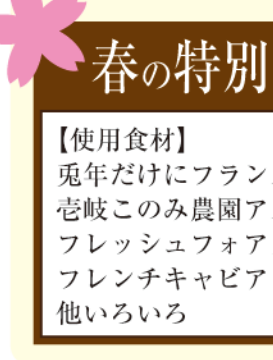 春の特別
【使用食材】
兎年だけにフラン
壱岐このみ農園ア
フレッシュフォア
フレンチキャビア
他いろいろ